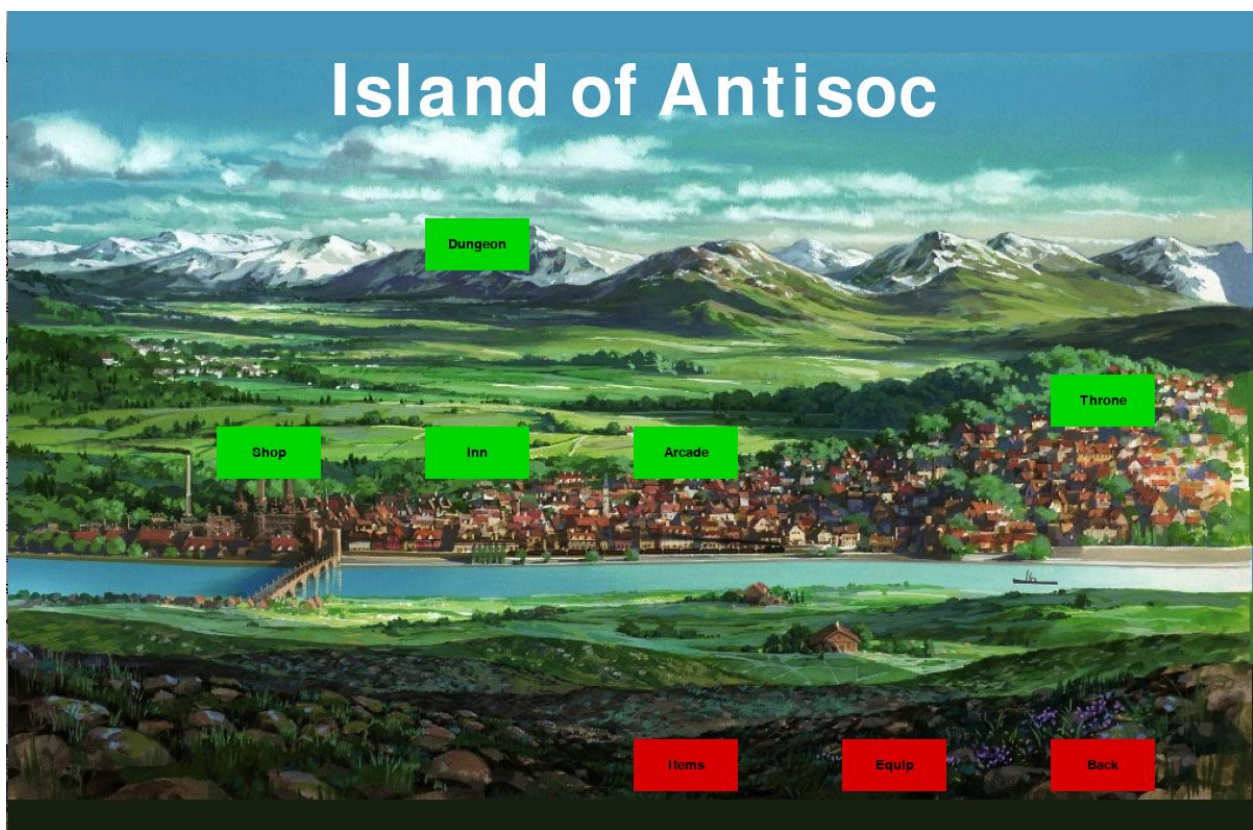 Island of Antisoc
Dungeon
Throne
Shop
Inn
Arcade
Items
Equip
Back